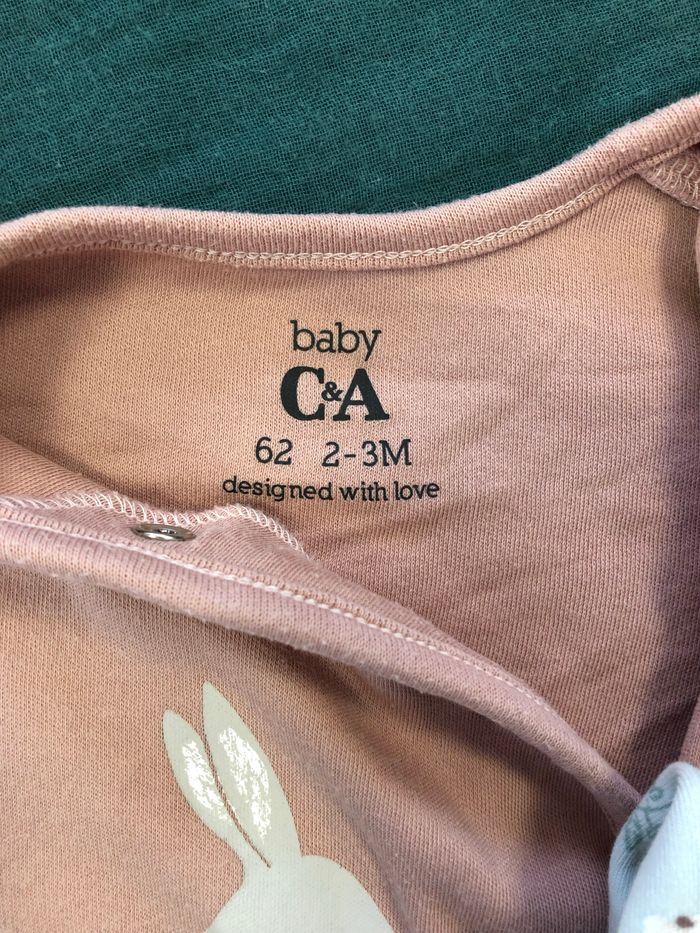 baby
C&A
62 2-3M
designed with love